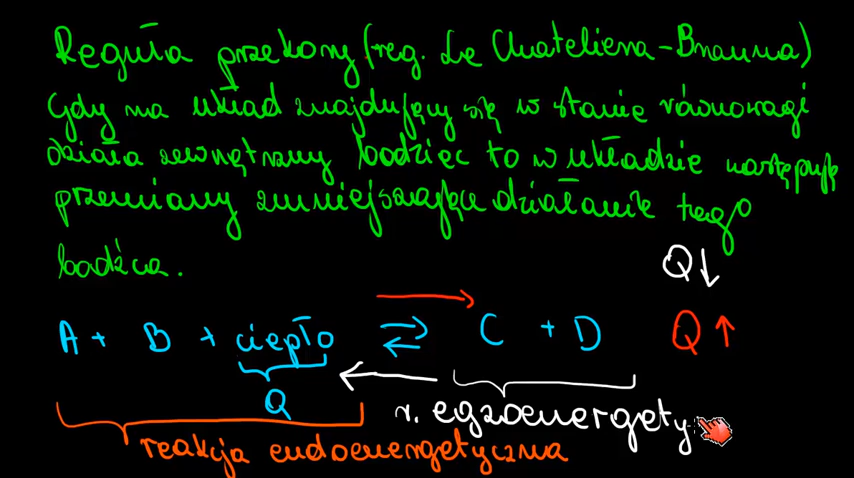 Reguła przekory (reg. Le Chateliera-Brauna)
Gdy na układ znajdujący się w stanie równowagi
działa zewnętrzny bodziec to w układzie następują
przemiany zmniejszające działanie tego
bodźca.
Q↓
A + B + ciepło ⇄ C + D Q↑
Q
r. egzoenergety
reakcja endoenergetyczna